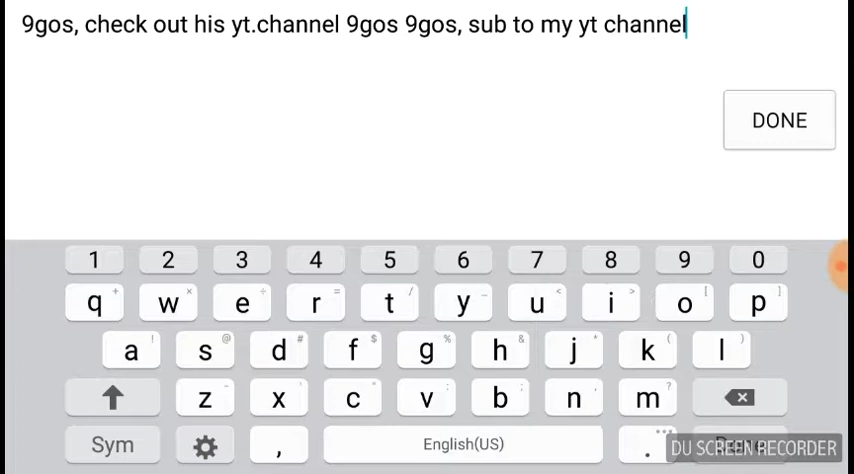 9gos, check out his yt.channel 9gos 9gos, sub to my yt channel
DONE
1 2 3 4 5 6 7 8 9 0
q + w × e ÷ r = t / y _ u < i > o [ p ]
a ! s @ d # f $ g % h & j * k ( l )
z - x ' c " v : b ; n , m ?
Sym , English(US) .
DU SCREEN RECORDER